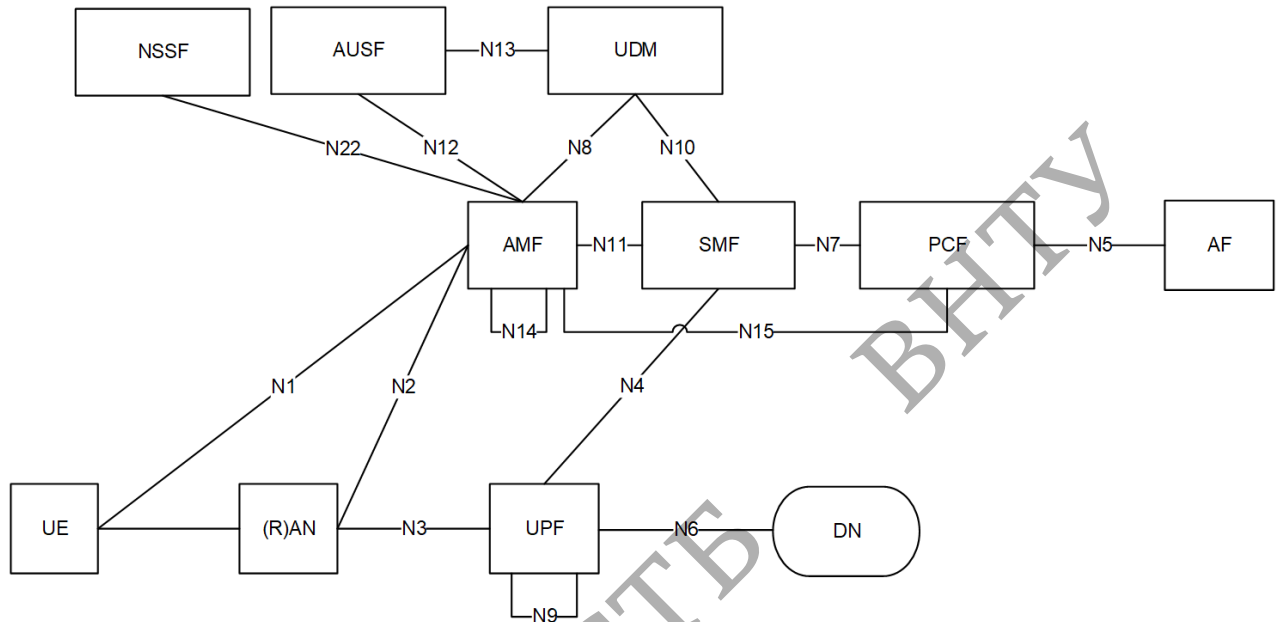 NSSF
AUSF
N13
UDM
N22
N12
N8
N10
AMF
N11
SMF
N7
PCF
N5
AF
N14
N15
N1
N2
N4
UE
(R)AN
N3
UPF
N6
DN
N9
ВНТУ
НТБ